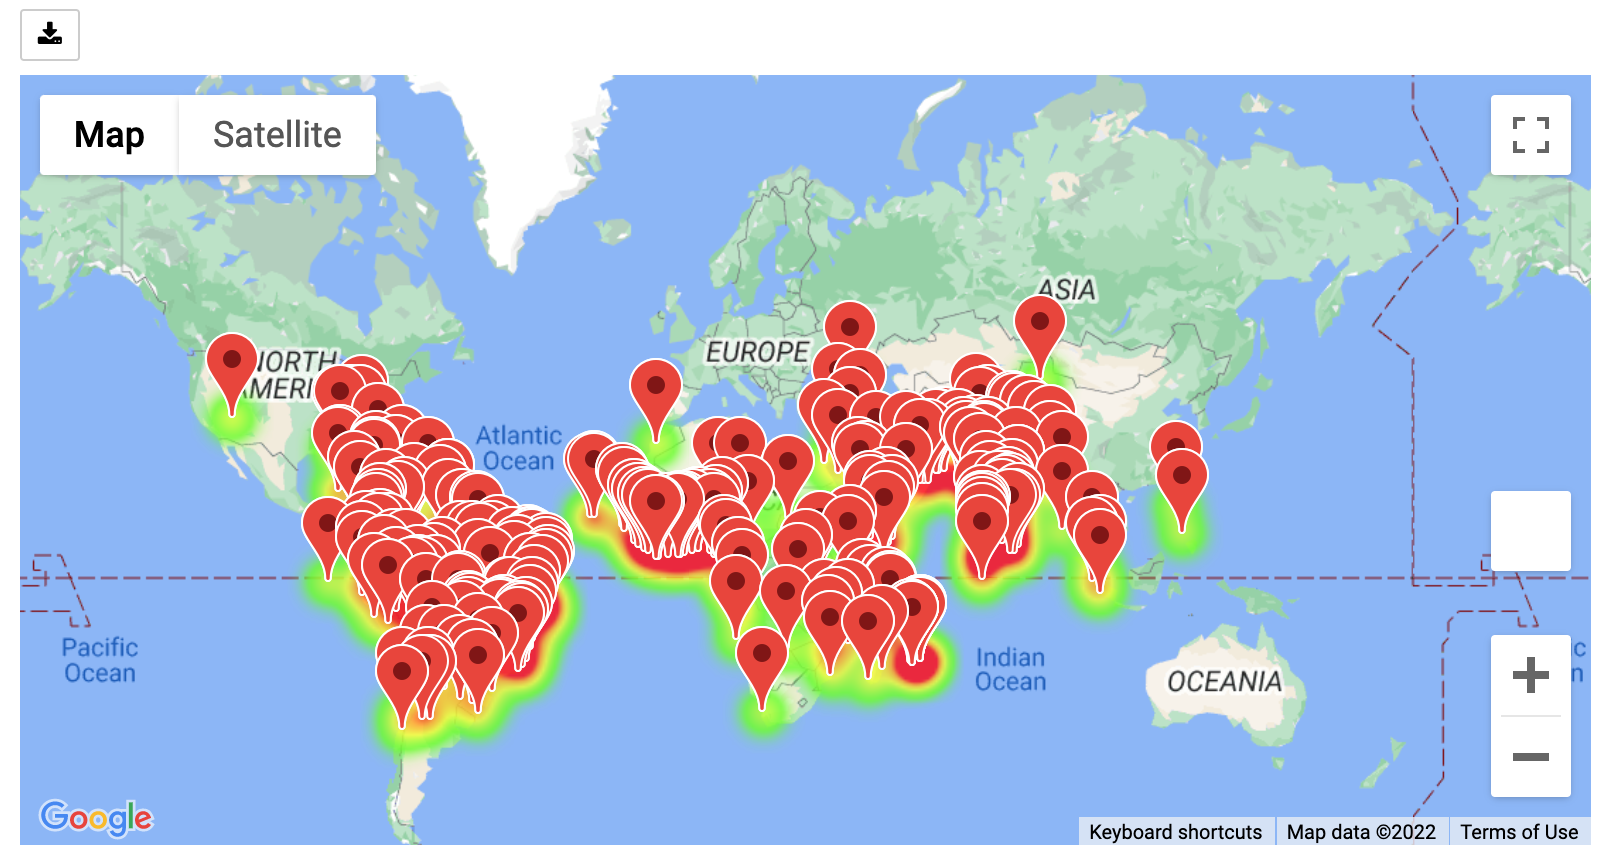 Map
Satellite
ASIA
NORTH
AMERI
EUROPE
Atlantic
Ocean
Pacific
Ocean
Indian
Ocean
OCEANIA
c
n
Google
Keyboard shortcuts
Map data ©2022
Terms of Use